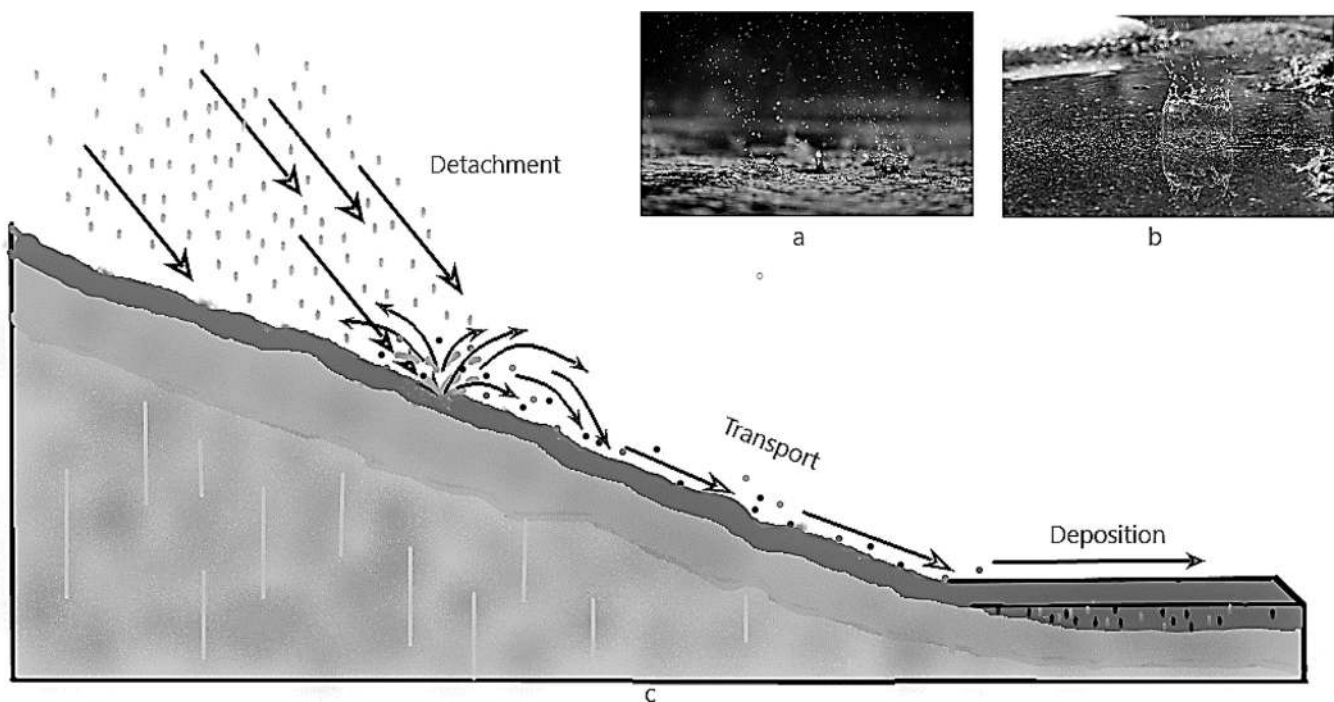 a
b
Detachment
Transport
Deposition
c